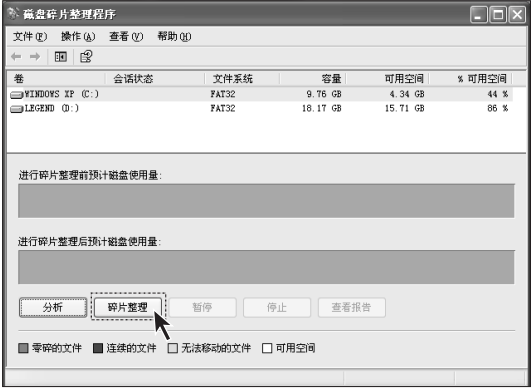 磁盘碎片整理程序
文件(F) 操作(A) 查看(V) 帮助(H)
卷 会话状态 文件系统 容量 可用空间 % 可用空间
WINDOWS XP (C:) FAT32 9.76 GB 4.34 GB 44 %
LEGEND (D:) FAT32 18.17 GB 15.71 GB 86 %
进行碎片整理前预计磁盘使用量:
进行碎片整理后预计磁盘使用量:
分析 碎片整理 暂停 停止 查看报告
零碎的文件 连续的文件 无法移动的文件 可用空间